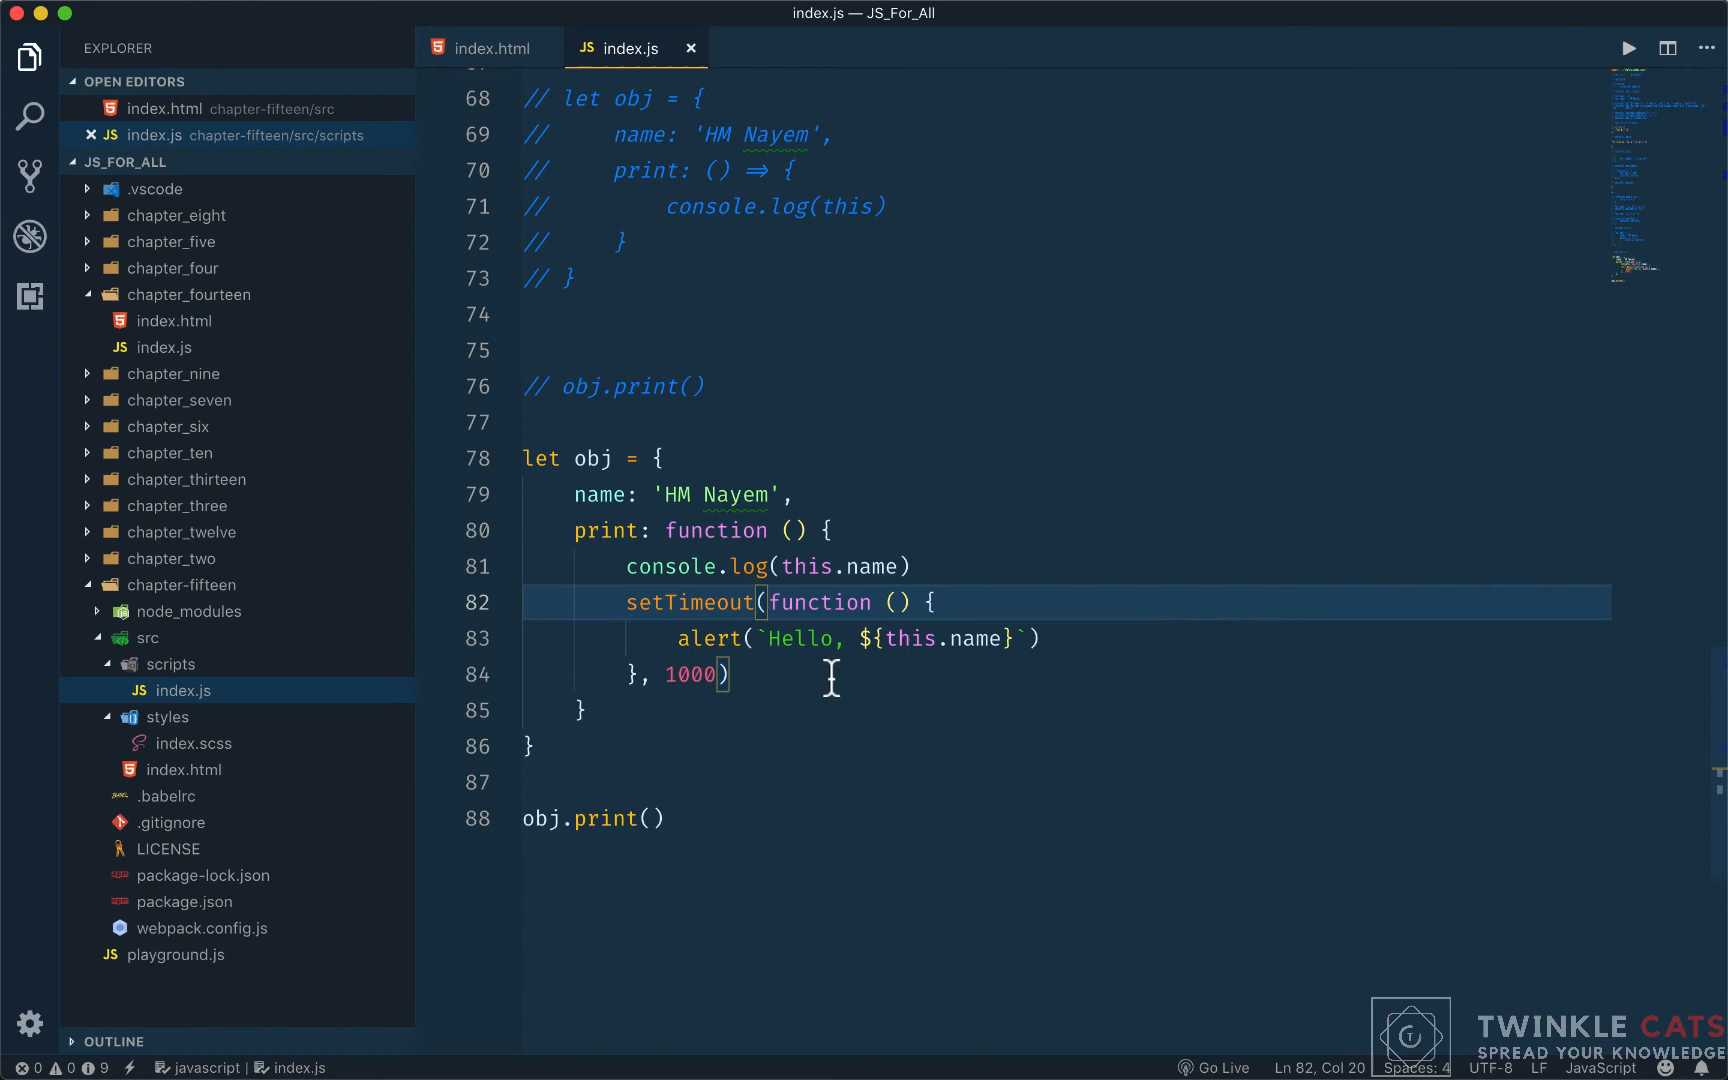 index.js — JS_For_All
EXPLORER
OPEN EDITORS
index.html chapter-fifteen/src
JS index.js chapter-fifteen/src/scripts
JS_FOR_ALL
.vscode
chapter_eight
chapter_five
chapter_four
chapter_fourteen
index.html
JS index.js
chapter_nine
chapter_seven
chapter_six
chapter_ten
chapter_thirteen
chapter_three
chapter_twelve
chapter_two
chapter-fifteen
node_modules
src
scripts
JS index.js
styles
index.scss
index.html
.babelrc
.gitignore
LICENSE
package-lock.json
package.json
webpack.config.js
JS playground.js
OUTLINE
index.html JS index.js
68 // let obj = {
69 // name: 'HM Nayem',
70 // print: () => {
71 // console.log(this)
72 // }
73 // }
74
75
76 // obj.print()
77
78 let obj = {
79 name: 'HM Nayem',
80 print: function () {
81 console.log(this.name)
82 setTimeout(function () {
83 alert(`Hello, ${this.name}`)
84 }, 1000)
85 }
86 }
87
88 obj.print()
TWINKLE CATS
SPREAD YOUR KNOWLEDGE
0 0 9 javascript | index.js Go Live Ln 82, Col 20 Spaces: 4 UTF-8 LF JavaScript